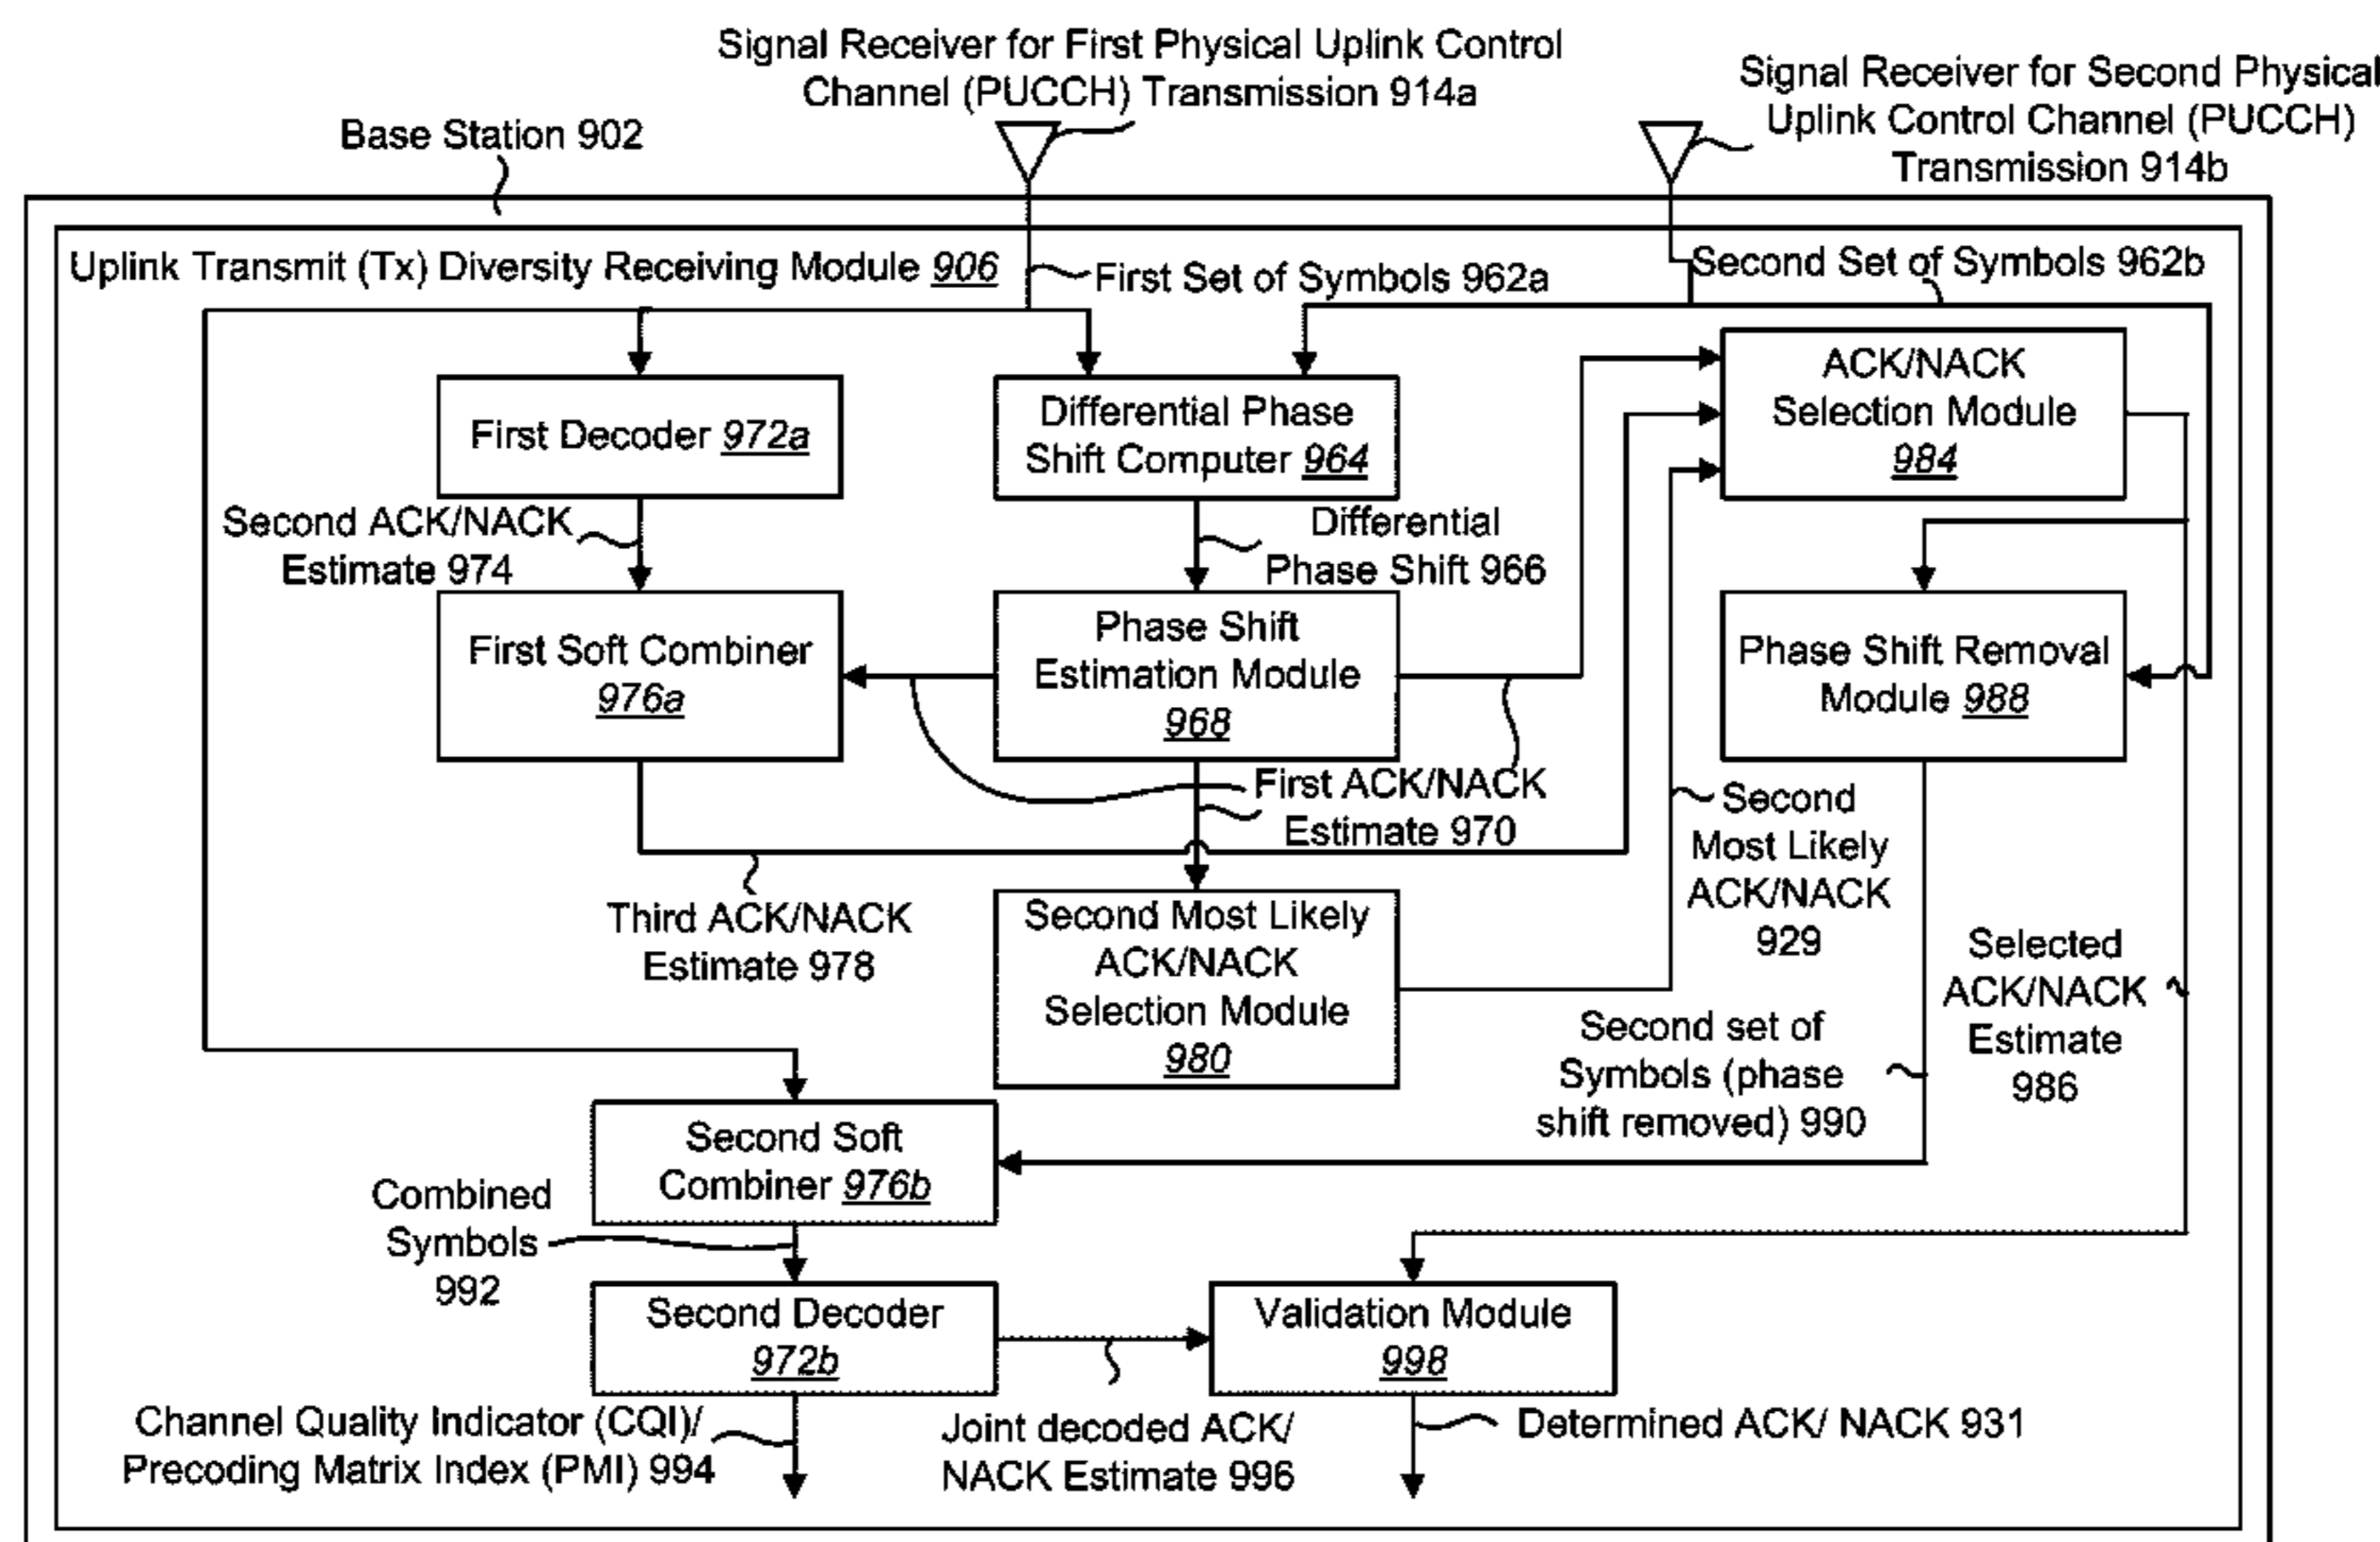 Signal Receiver for First Physical Uplink Control
Channel (PUCCH) Transmission 914a
Signal Receiver for Second Physical
Uplink Control Channel (PUCCH)
Transmission 914b
Base Station 902
Uplink Transmit (Tx) Diversity Receiving Module 906
First Set of Symbols 962a
Second Set of Symbols 962b
First Decoder 972a
Differential Phase
Shift Computer 964
ACK/NACK
Selection Module
984
Second ACK/NACK
Estimate 974
Differential
Phase Shift 966
First Soft Combiner
976a
Phase Shift
Estimation Module
968
Phase Shift Removal
Module 988
First ACK/NACK
Estimate 970
Second
Most Likely
ACK/NACK
929
Third ACK/NACK
Estimate 978
Second Most Likely
ACK/NACK
Selection Module
980
Selected
ACK/NACK
Estimate
986
Second set of
Symbols (phase
shift removed) 990
Second Soft
Combiner 976b
Combined
Symbols
992
Second Decoder
972b
Validation Module
998
Channel Quality Indicator (CQI)/
Precoding Matrix Index (PMI) 994
Joint decoded ACK/
NACK Estimate 996
Determined ACK/ NACK 931